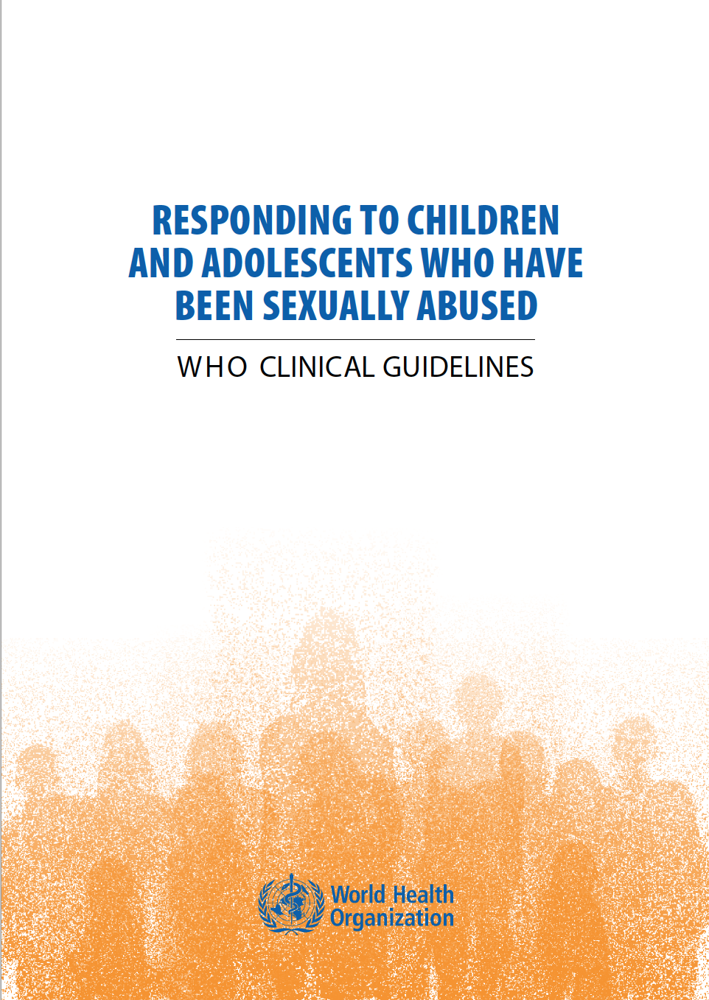 RESPONDING TO CHILDREN
AND ADOLESCENTS WHO HAVE
BEEN SEXUALLY ABUSED
WHO CLINICAL GUIDELINES
World Health
Organization